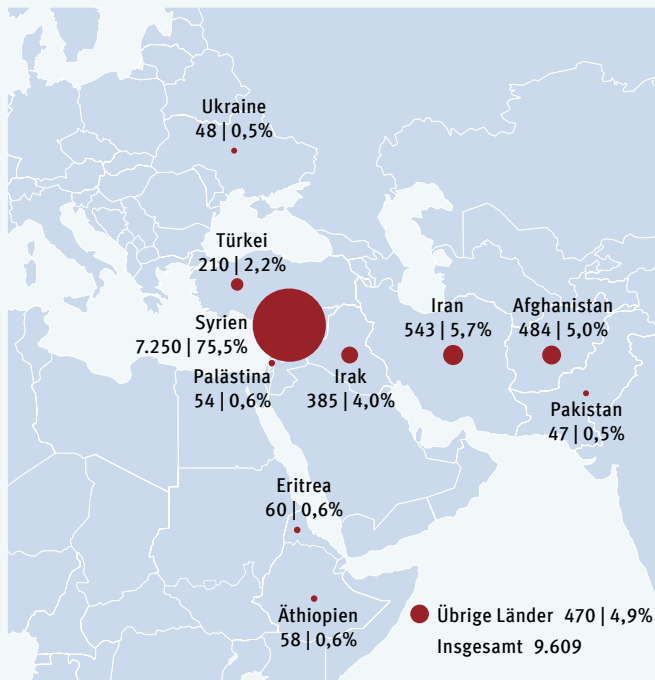 Ukraine
48 | 0,5%
Türkei
210 | 2,2%
Syrien
7.250 | 75,5%
Palästina
54 | 0,6%
Irak
385 | 4,0%
Iran
543 | 5,7%
Afghanistan
484 | 5,0%
Pakistan
47 | 0,5%
Eritrea
60 | 0,6%
Äthiopien
58 | 0,6%
Übrige Länder 470 | 4,9%
Insgesamt 9.609